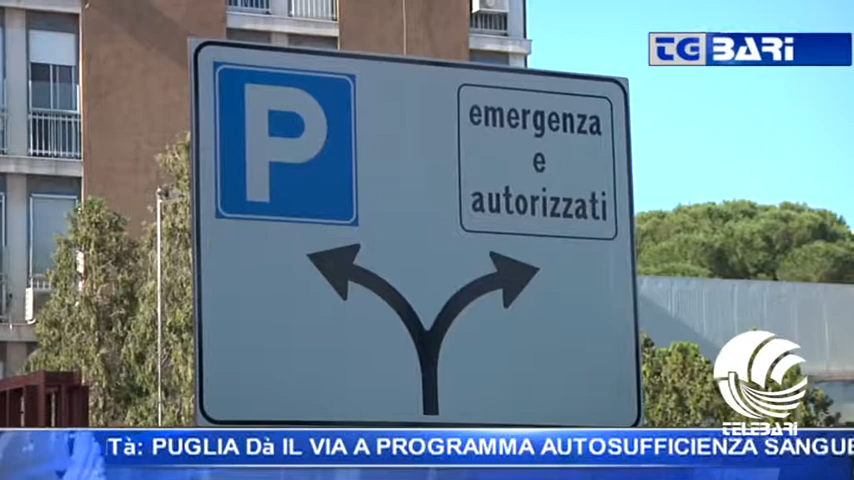 TG BARI
P
emergenza
e
autorizzati
TELEBARI
Tà: PUGLIA Dà IL VIA A PROGRAMMA AUTOSUFFICIENZA SANGUE